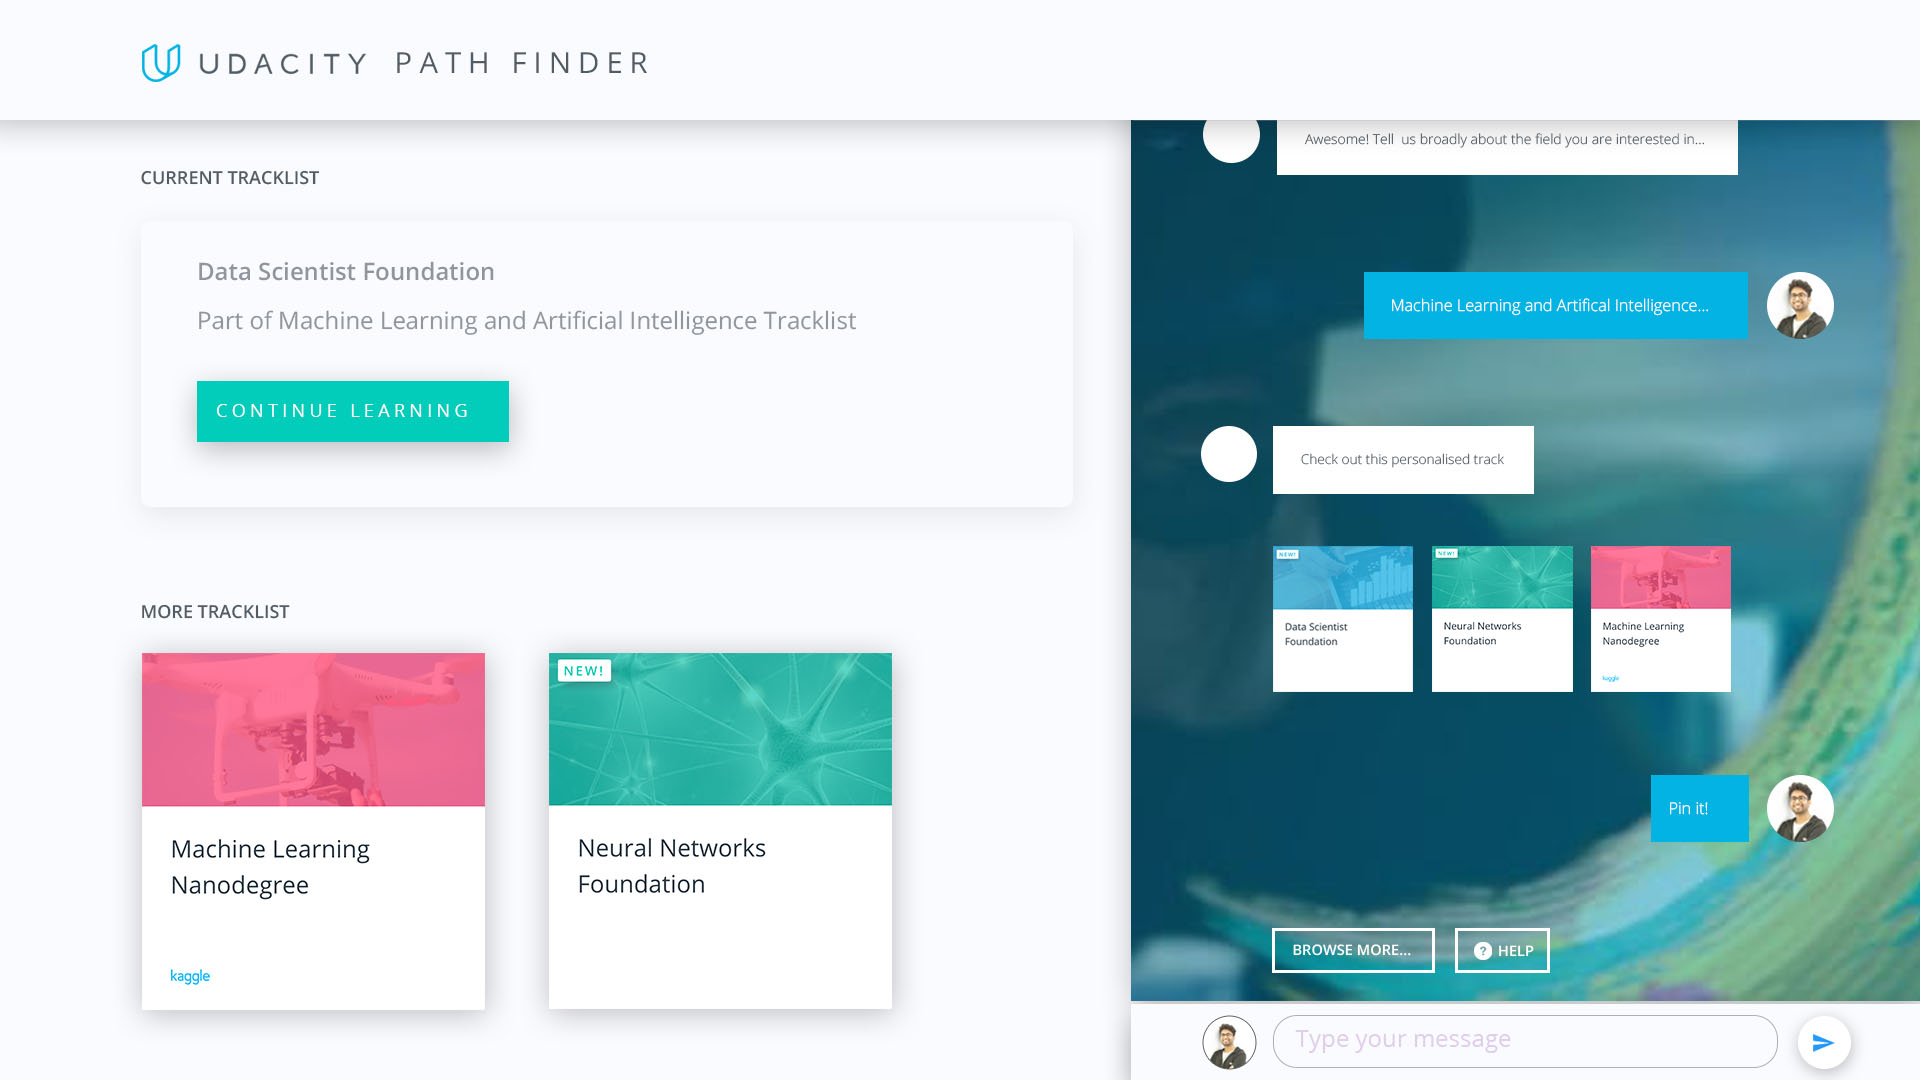 UDACITY PATH FINDER
CURRENT TRACKLIST
Data Scientist Foundation
Part of Machine Learning and Artificial Intelligence Tracklist
CONTINUE LEARNING
MORE TRACKLIST
Machine Learning
Nanodegree
kaggle
NEW!
Neural Networks
Foundation
Awesome! Tell us broadly about the field you are interested in...
Machine Learning and Artifical Intelligence...
Check out this personalised track
NEW!
Data Scientist
Foundation
NEW!
Neural Networks
Foundation
Machine Learning
Nanodegree
kaggle
Pin it!
BROWSE MORE...
? HELP
Type your message